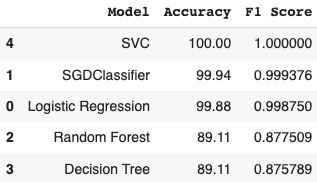 Model Accuracy F1 Score
4 SVC 100.00 1.000000
1 SGDClassifier 99.94 0.999376
0 Logistic Regression 99.88 0.998750
2 Random Forest 89.11 0.877509
3 Decision Tree 89.11 0.875789